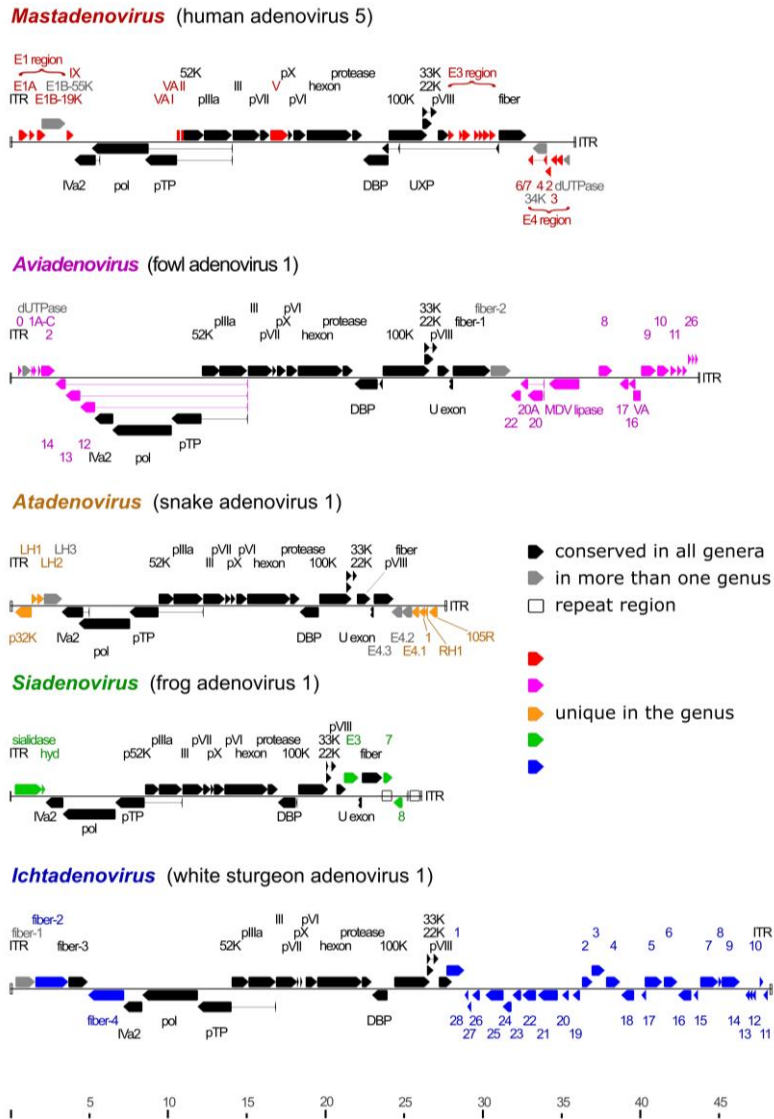 Mastadenovirus (human adenovirus 5)
E1 region
IX
52K
pX
protease
33K
E3 region
E1A
E1B-55K
VA II
III
V
hexon
22K
ITR
E1B-19K
VA I
pIIIa
pVII
pVI
100K
pVIII
fiber
ITR
IVa2
pol
pTP
DBP
UXP
6/7
4
2
dUTPase
34K
3
E4 region
Aviadenovirus (fowl adenovirus 1)
dUTPase
III
pVI
33K
fiber-2
0
1A-C
pIIIa
pX
protease
22K
fiber-1
8
10
26
ITR
2
52K
pVII
hexon
100K
pVIII
9
11
ITR
DBP
U exon
20A
MDV lipase
17
VA
14
12
pTP
22
20
16
13
IVa2
pol
Atadenovirus (snake adenovirus 1)
LH1
LH3
pIIIa
pVII
pVI
protease
33K
fiber
ITR
LH2
52K
III
pX
hexon
100K
22K
pVIII
ITR
p32K
IVa2
pTP
DBP
U exon
E4.2
1
105R
pol
E4.3
E4.1
RH1
conserved in all genera
in more than one genus
repeat region
unique in the genus
Siadenovirus (frog adenovirus 1)
pVIII
sialidase
pIIIa
pVII
pVI
protease
33K
E3
7
ITR
hyd
p52K
III
pX
hexon
100K
22K
fiber
ITR
IVa2
pTP
DBP
U exon
8
pol
Ichtadenovirus (white sturgeon adenovirus 1)
fiber-2
III
pVI
33K
fiber-1
pIIIa
pX
protease
22K
1
3
6
8
ITR
fiber-3
52K
pVII
hexon
100K
pVIII
2
4
5
7
9
10
ITR
fiber-4
pol
DBP
28
26
24
22
20
18
17
16
15
14
12
IVa2
pTP
27
25
23
21
19
13
11
0
5
10
15
20
25
30
35
40
45